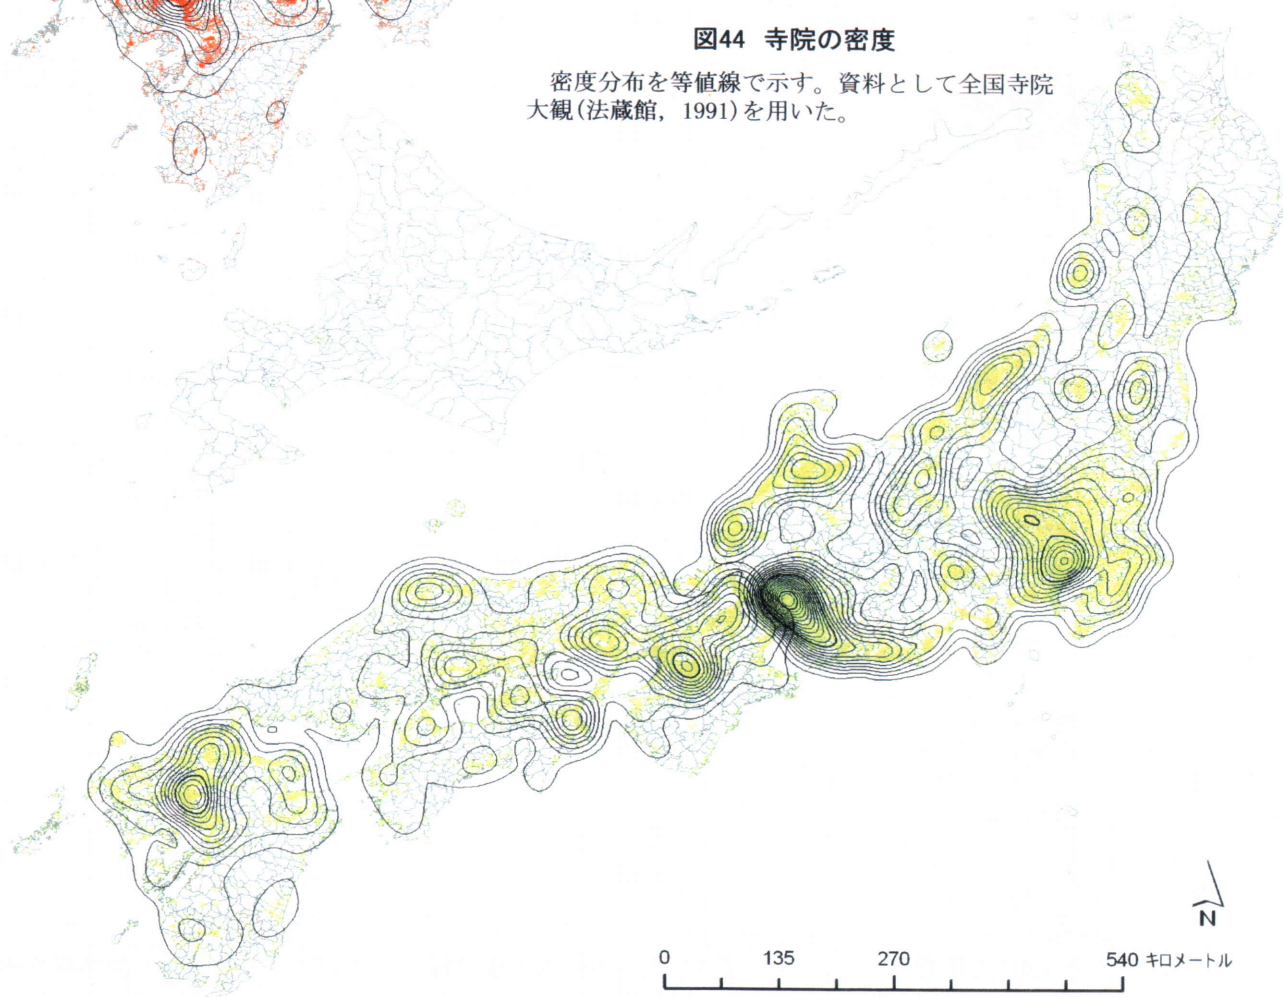 図44 寺院の密度
密度分布を等値線で示す。資料として全国寺院
大観(法蔵館，1991)を用いた。
N
0 135 270 540 キロメートル